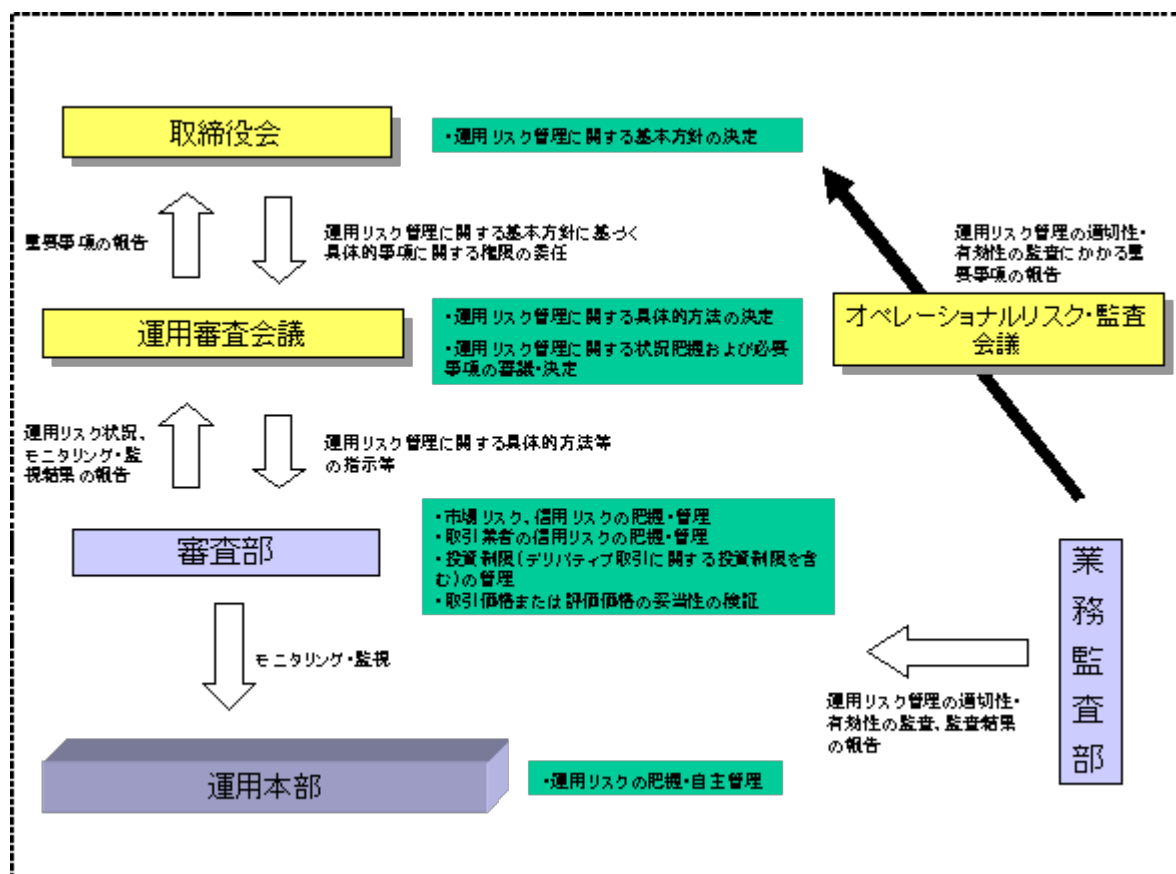 取締役会
・運用リスク管理に関する基本方針の決定
重要事項の報告
運用リスク管理に関する基本方針に基づく
具体的事項に関する権限の委任
運用リスク管理の適切性・
有効性の監査にかかる重
要事項の報告
運用審査会議
・運用リスク管理に関する具体的方法の決定
・運用リスク管理に関する状況把握および必要
事項の審議・決定
オペレーショナルリスク・監査
会議
運用リスク状況、
モニタリング・監
視結果の報告
運用リスク管理に関する具体的方法等
の指示等
審査部
・市場リスク、信用リスクの把握・管理
・取引業者の信用リスクの把握・管理
・投資制限(デリバティブ取引に関する投資制限を含
む)の管理
・取引価格または評価価格の妥当性の検証
業務監査部
モニタリング・監視
運用リスク管理の適切性・
有効性の監査、監査結果
の報告
運用本部
・運用リスクの把握・自主管理